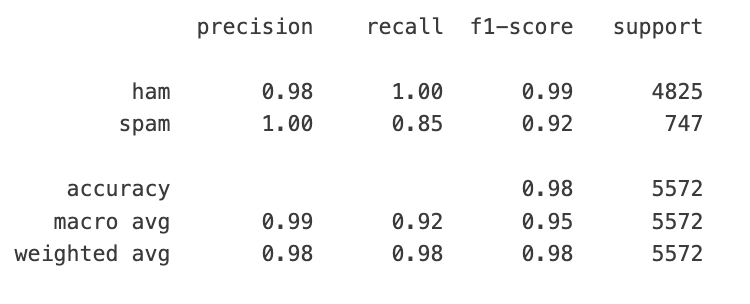 precision recall f1-score support
ham 0.98 1.00 0.99 4825
spam 1.00 0.85 0.92 747
accuracy 0.98 5572
macro avg 0.99 0.92 0.95 5572
weighted avg 0.98 0.98 0.98 5572